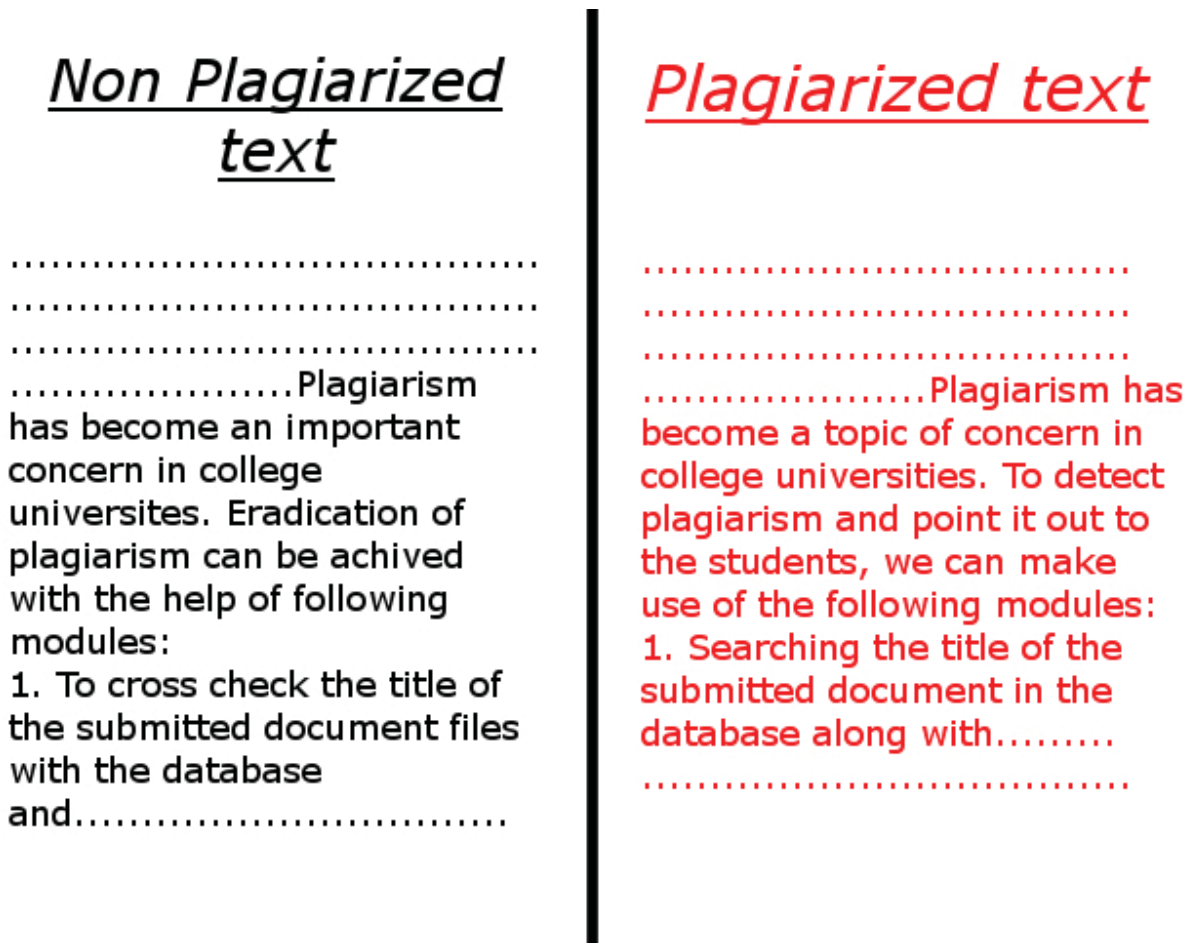 Non Plagiarized
text
.......................................
.......................................
.......................................
.....................Plagiarism
has become an important
concern in college
universites. Eradication of
plagiarism can be achived
with the help of following
modules:
1. To cross check the title of
the submitted document files
with the database
and................................
Plagiarized text
....................................
....................................
....................................
.....................Plagiarism has
become a topic of concern in
college universities. To detect
plagiarism and point it out to
the students, we can make
use of the following modules:
1. Searching the title of the
submitted document in the
database along with.........
....................................